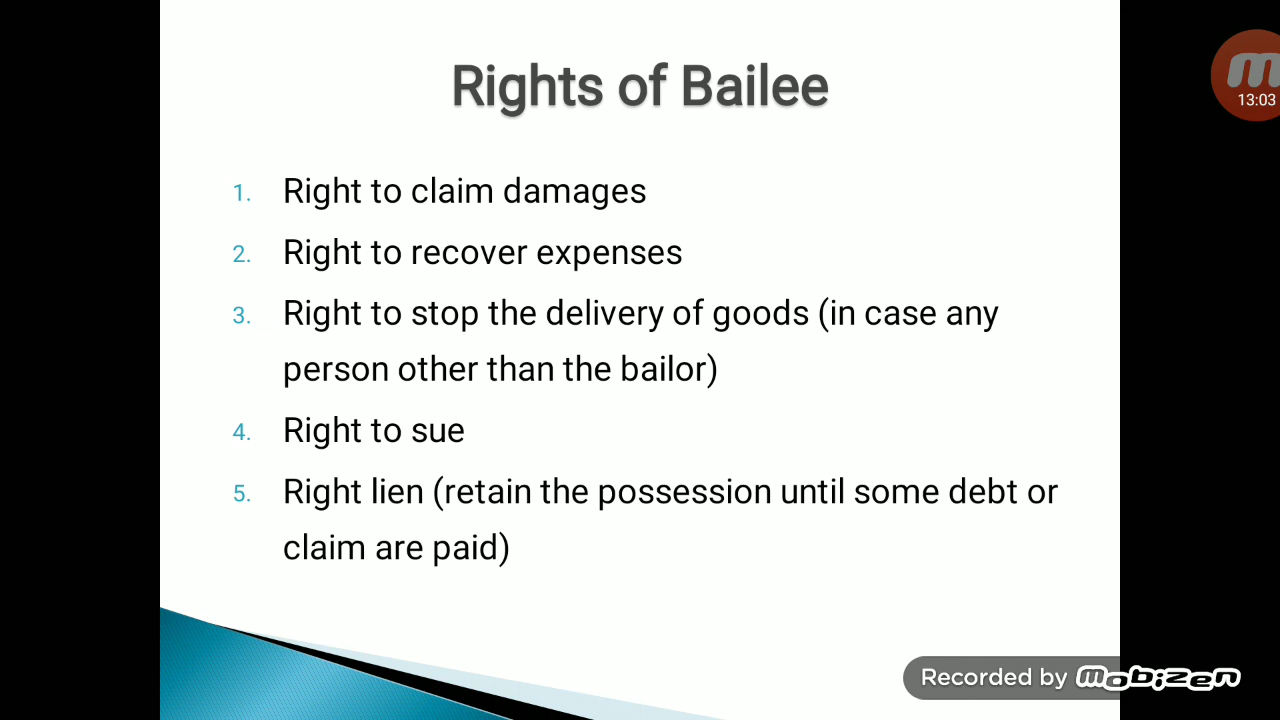 Rights of Bailee
13:03
1. Right to claim damages
2. Right to recover expenses
3. Right to stop the delivery of goods (in case any
person other than the bailor)
4. Right to sue
5. Right lien (retain the possession until some debt or
claim are paid)
Recorded by mobizen